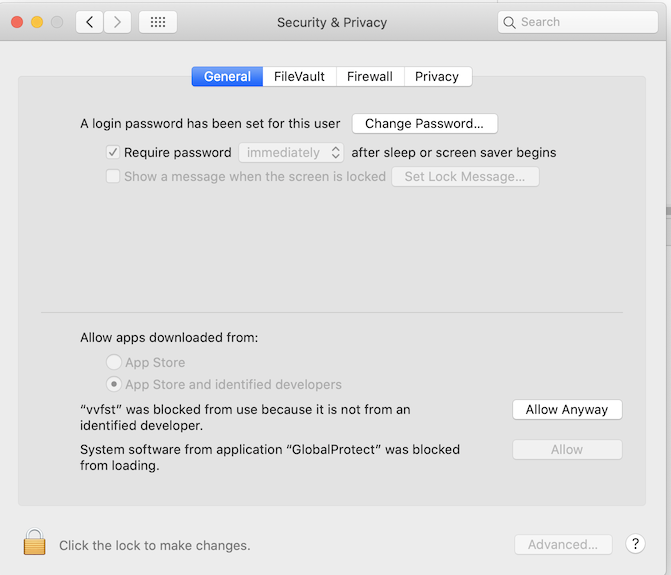 Security & Privacy
Search
General
FileVault
Firewall
Privacy
A login password has been set for this user Change Password...
Require password immediately after sleep or screen saver begins
Show a message when the screen is locked Set Lock Message...
Allow apps downloaded from:
App Store
App Store and identified developers
“vvfst” was blocked from use because it is not from an
identified developer.
Allow Anyway
System software from application “GlobalProtect” was blocked
from loading.
Allow
Click the lock to make changes.
Advanced...
?